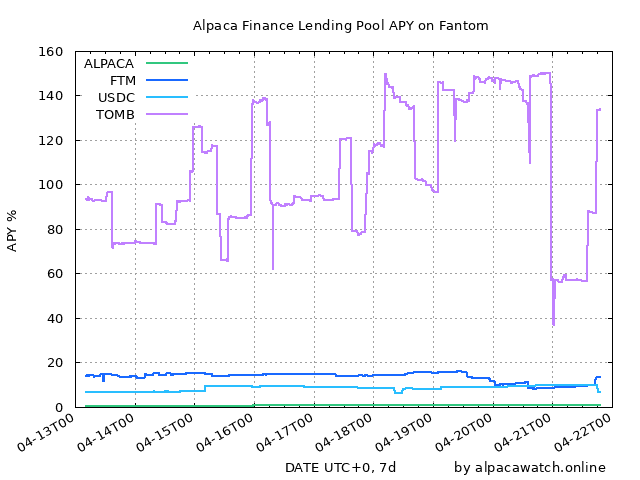 Alpaca Finance Lending Pool APY on Fantom
160
140
120
100
80
60
40
20
0
APY %
ALPACA
FTM
USDC
TOMB
04-13T00
04-14T00
04-15T00
04-16T00
04-17T00
04-18T00
04-19T00
04-20T00
04-21T00
04-22T00
DATE UTC+0, 7d
by alpacawatch.online